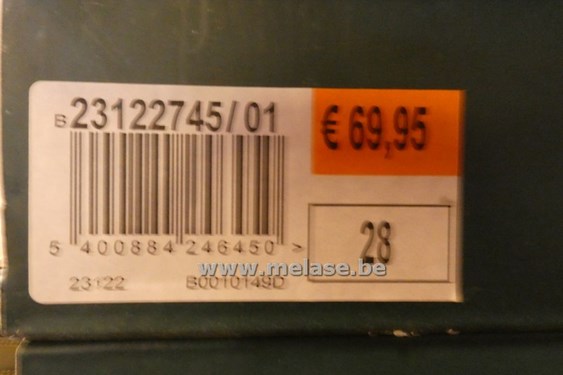 B 23122745/01
€ 69,95
5 400884 246450 >
28
www.melase.be
23122 B0010149D